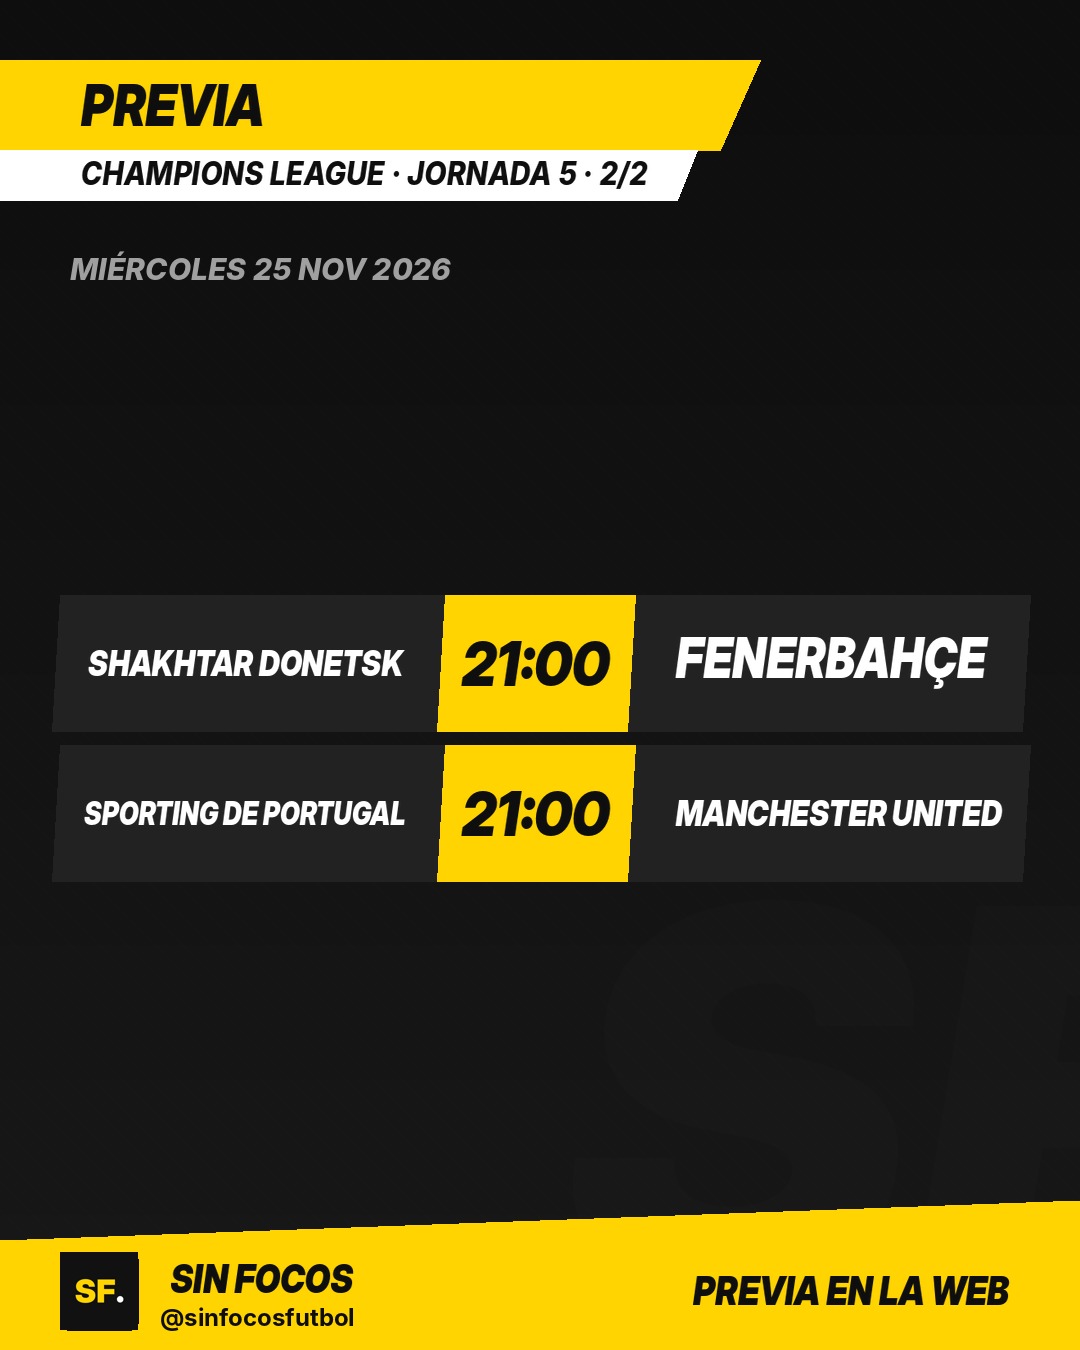 PREVIA
CHAMPIONS LEAGUE · JORNADA 5 · 2/2
MIÉRCOLES 25 NOV 2026
SHAKHTAR DONETSK 21:00 FENERBAHÇE
SPORTING DE PORTUGAL 21:00 MANCHESTER UNITED
SF
SF. SIN FOCOS PREVIA EN LA WEB
@sinfocosfutbol